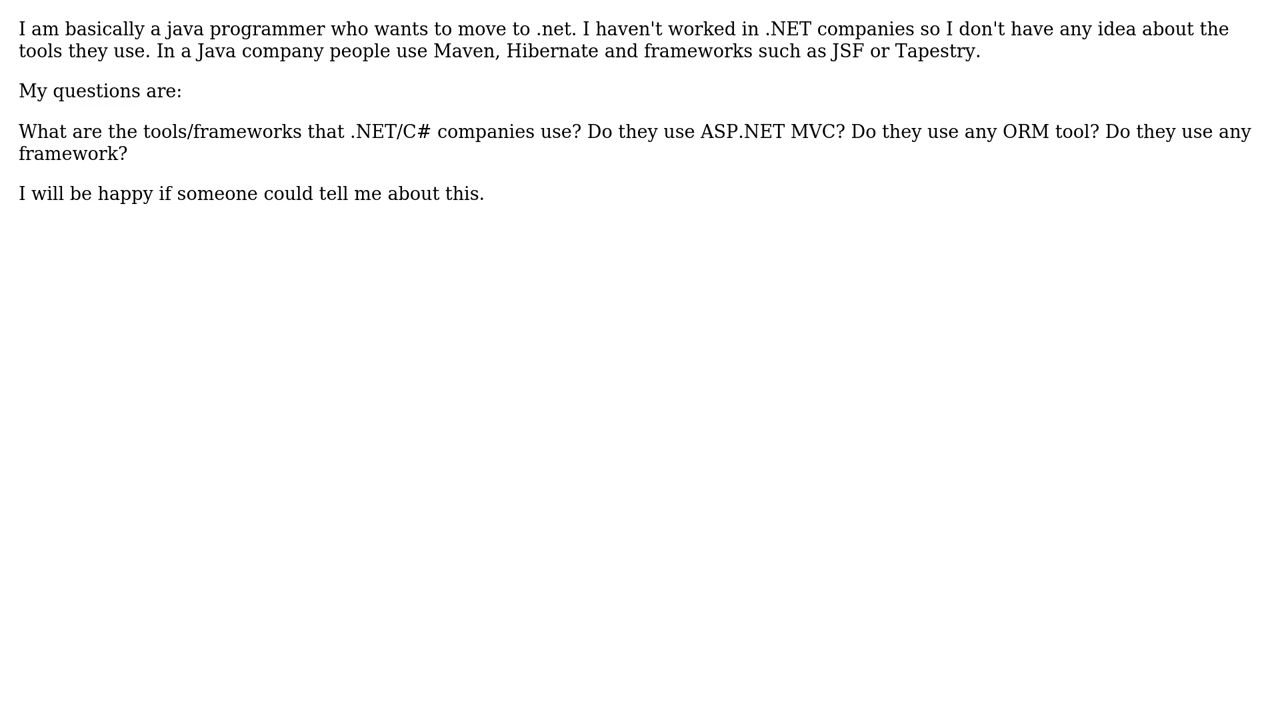 I am basically a java programmer who wants to move to .net. I haven't worked in .NET companies so I don't have any idea about the
tools they use. In a Java company people use Maven, Hibernate and frameworks such as JSF or Tapestry.
My questions are:
What are the tools/frameworks that .NET/C# companies use? Do they use ASP.NET MVC? Do they use any ORM tool? Do they use any
framework?
I will be happy if someone could tell me about this.